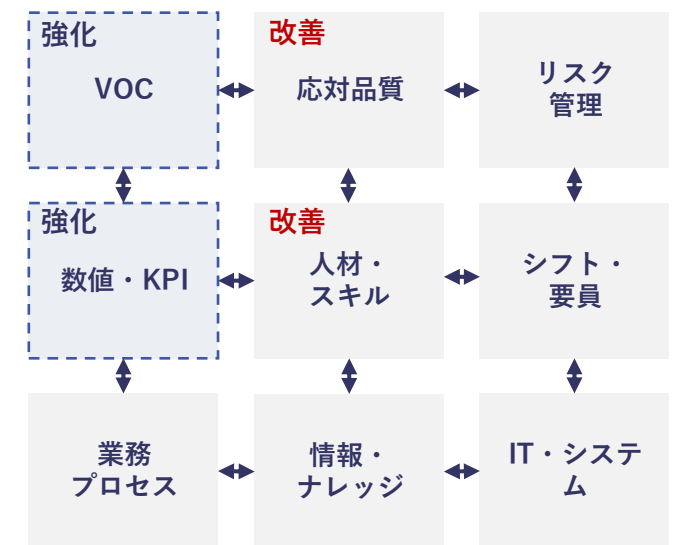 強化
VOC
改善
応対品質
リスク
管理
強化
数値・KPI
改善
人材・
スキル
シフト・
要員
業務
プロセス
情報・
ナレッジ
IT・システ
ム